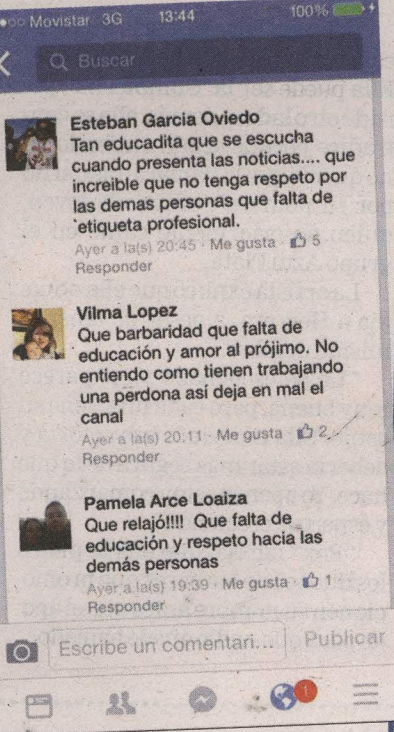 Movistar 3G 13:44 100%
Buscar
Esteban Garcia Oviedo
Tan educadita que se escucha
cuando presenta las noticias.... que
increible que no tenga respeto por
las demas personas que falta de
etiqueta profesional.
Ayer a la(s) 20:45 · Me gusta · 5
Responder
Vilma Lopez
Que barbaridad que falta de
educación y amor al prójimo. No
entiendo como tienen trabajando
una perdona así deja en mal el
canal
Ayer a la(s) 20:11 · Me gusta 2
Responder
Pamela Arce Loaiza
Que relajó!!!! Que falta de
educación y respeto hacia las
demás personas
Ayer a la(s) 19:39 · Me gusta · 1
Responder
Escribe un comentari... Publicar
1